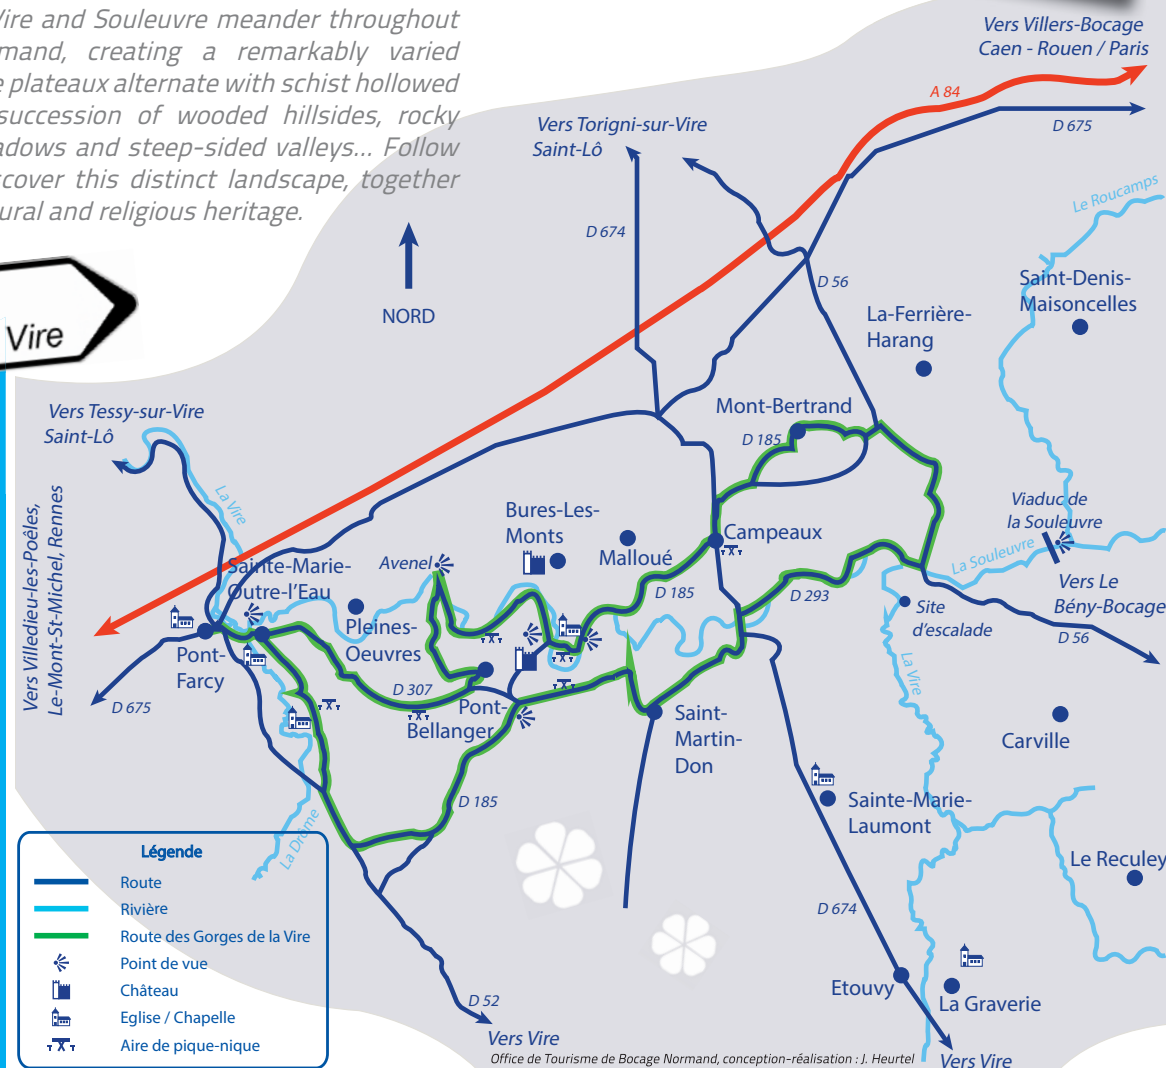 Vire and Souleuvre meander throughout
mand, creating a remarkably varied
e plateaux alternate with schist hollowed
succession of wooded hillsides, rocky
adows and steep-sided valleys... Follow
scover this distinct landscape, together
ural and religious heritage.
Vire
NORD
Vers Villers-Bocage
Caen - Rouen / Paris
A 84
D 675
Vers Torigni-sur-Vire
Saint-Lô
D 674
D 56
Le Roucamps
Saint-Denis-
Maisoncelles
La-Ferrière-
Harang
Mont-Bertrand
D 185
Vers Tessy-sur-Vire
Saint-Lô
La Vire
Vers Villedieu-les-Poêles,
Le-Mont-St-Michel, Rennes
Bures-Les-
Monts
Malloué
Campeaux
Viaduc de
la Souleuvre
La Souleuvre
Vers Le
Bény-Bocage
D 56
Avenel
Sainte-Marie-
Outre-l'Eau
Pleines-
Oeuvres
D 185
D 293
Site
d'escalade
La Vire
Pont-
Farcy
D 675
D 307
Pont-
Bellanger
Saint-
Martin-
Don
Carville
D 185
Sainte-Marie-
Laumont
La Drôme
Le Reculey
D 674
Etouvy
La Graverie
D 52
Vers Vire
Vers Vire
Légende
Route
Rivière
Route des Gorges de la Vire
Point de vue
Château
Eglise / Chapelle
Aire de pique-nique
Office de Tourisme de Bocage Normand, conception-réalisation : J. Heurtel